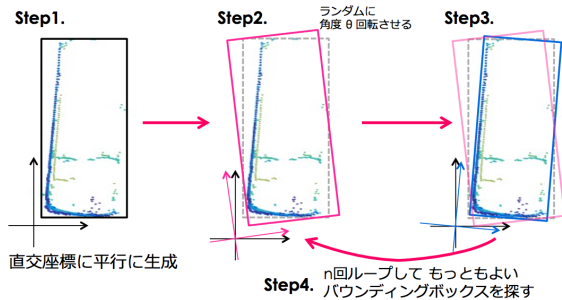 Step1.
Step2.
ランダムに
角度 θ 回転させる
Step3.
直交座標に平行に生成
Step4.
n回ループして もっともよい
バウンディングボックスを探す